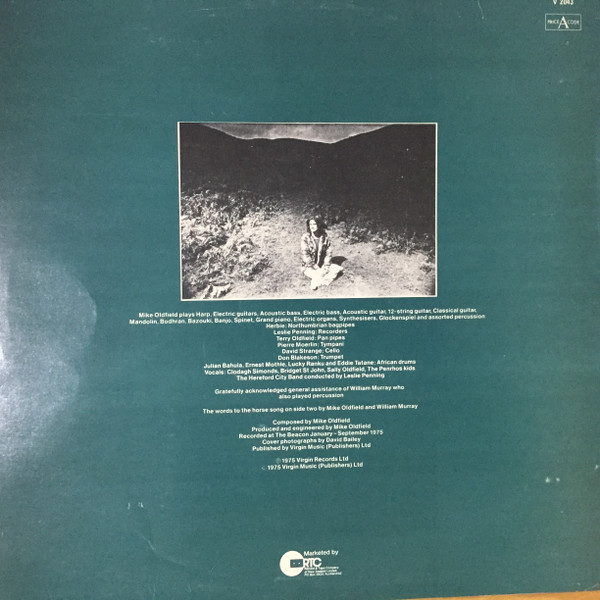 V 2043
PRICE A CODE
Mike Oldfield plays Harp, Electric guitars, Acoustic bass, Electric bass, Acoustic guitar, 12-string guitar, Classical guitar,
Mandolin, Bodhran, Bazouki, Banjo, Spinet, Grand piano, Electric organs, Synthesisers, Glockenspiel and assorted percussion
Herbie: Northumbrian bagpipes
Leslie Penning: Recorders
Terry Oldfield: Pan pipes
Pierre Moerlin: Tympani
David Strange: Cello
Don Blakeson: Trumpet
Julian Bahula, Ernest Mothle, Lucky Ranku and Eddie Tatane: African drums
Vocals: Clodagh Simonds, Bridget St John, Sally Oldfield, The Penrhos kids
The Hereford City Band conducted by Leslie Penning
Gratefully acknowledged general assistance of William Murray who
also played percussion
The words to the horse song on side two by Mike Oldfield and William Murray
Composed by Mike Oldfield
Produced and engineered by Mike Oldfield
Recorded at The Beacon January – September 1975
Cover photographs by David Bailey
Published by Virgin Music (Publishers) Ltd
℗ 1975 Virgin Records Ltd
© 1975 Virgin Music (Publishers) Ltd
Marketed by
RTC